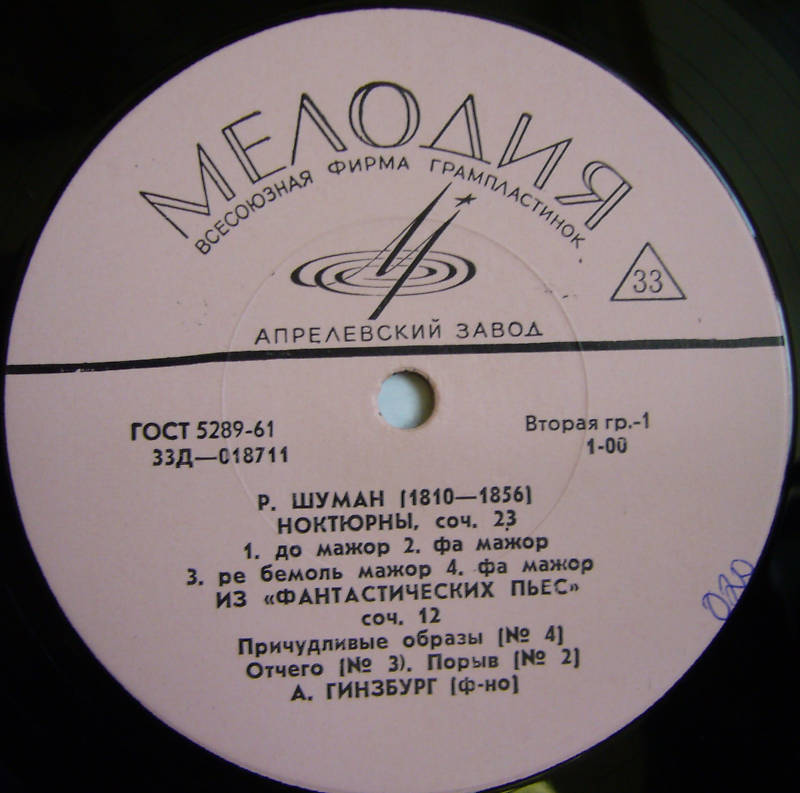 МЕЛОДИЯ
ВСЕСОЮЗНАЯ ФИРМА ГРАМПЛАСТИНОК
33
АПРЕЛЕВСКИЙ ЗАВОД
ГОСТ 5289-61
Вторая гр.-1
33Д—018711
1-00
Р. ШУМАН (1810—1856)
НОКТЮРНЫ, соч. 23
1. до мажор 2. фа мажор
3. ре бемоль мажор 4. фа мажор
ИЗ «ФАНТАСТИЧЕСКИХ ПЬЕС»
соч. 12
Причудливые образы (№ 4)
Отчего (№ 3). Порыв (№ 2)
А. ГИНЗБУРГ (ф-но)